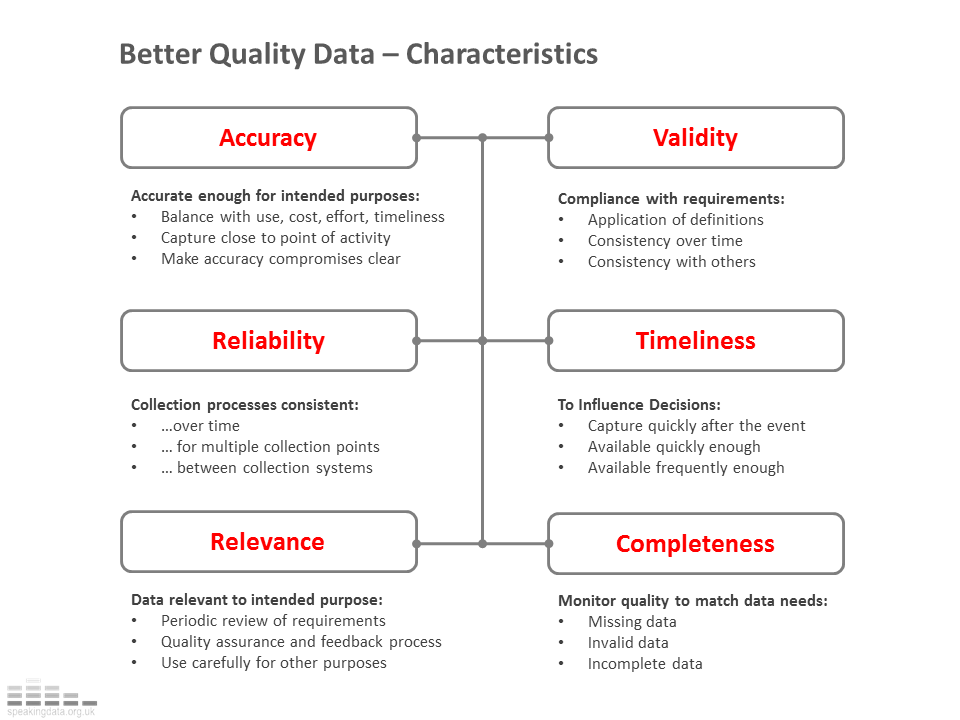 Better Quality Data – Characteristics
Accuracy
Accurate enough for intended purposes:
• Balance with use, cost, effort, timeliness
• Capture close to point of activity
• Make accuracy compromises clear
Validity
Compliance with requirements:
• Application of definitions
• Consistency over time
• Consistency with others
Reliability
Collection processes consistent:
• …over time
• … for multiple collection points
• … between collection systems
Timeliness
To Influence Decisions:
• Capture quickly after the event
• Available quickly enough
• Available frequently enough
Relevance
Data relevant to intended purpose:
• Periodic review of requirements
• Quality assurance and feedback process
• Use carefully for other purposes
Completeness
Monitor quality to match data needs:
• Missing data
• Invalid data
• Incomplete data
speakingdata.org.uk